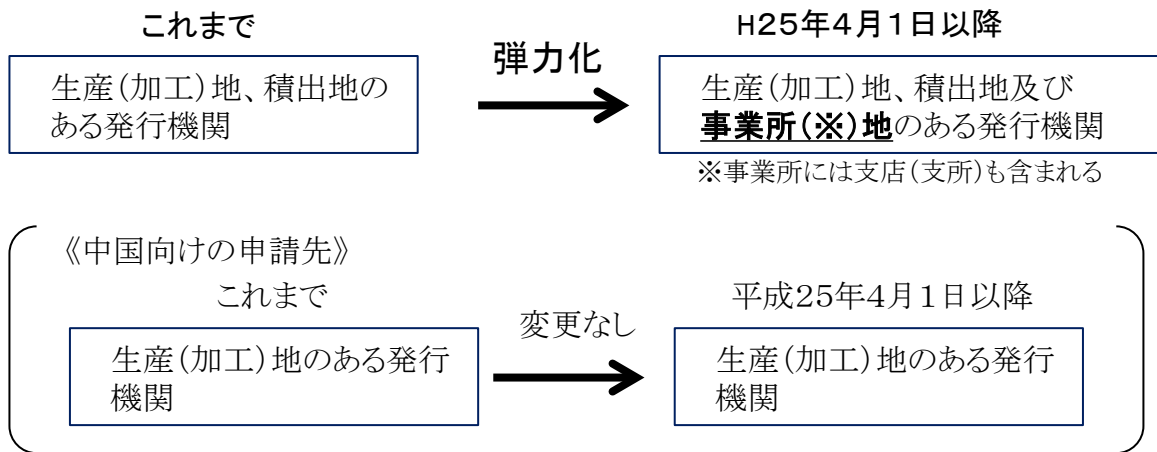 これまで
弾力化
H25年4月1日以降
生産(加工)地、積出地の
ある発行機関
生産(加工)地、積出地及び
事業所(※)地のある発行機関
※事業所には支店(支所)も含まれる
《中国向けの申請先》
これまで
変更なし
平成25年4月1日以降
生産(加工)地のある発行
機関
生産(加工)地のある発行
機関